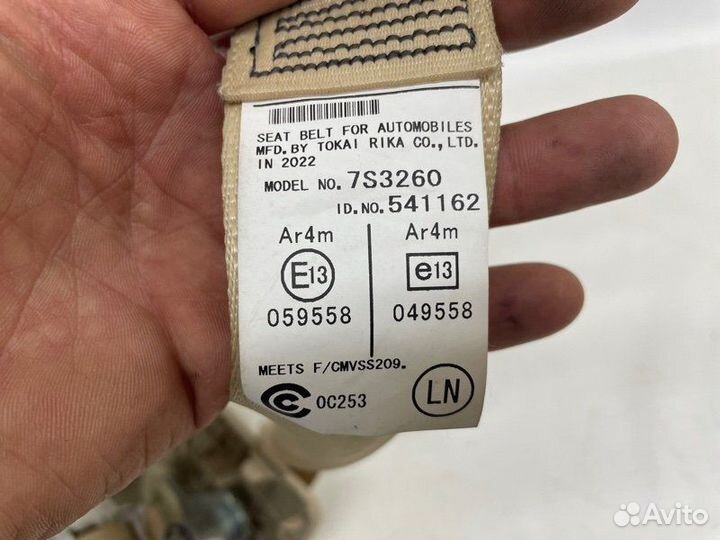 SEAT BELT FOR AUTOMOBILES
MFD. BY TOKAI RIKA CO., LTD.
IN 2022
MODEL NO. 7S3260
ID.NO. 541162
Ar4m
E13
059558
Ar4m
e13
049558
MEETS F/CMVSS209.
CCC 0C253
LN
Avito